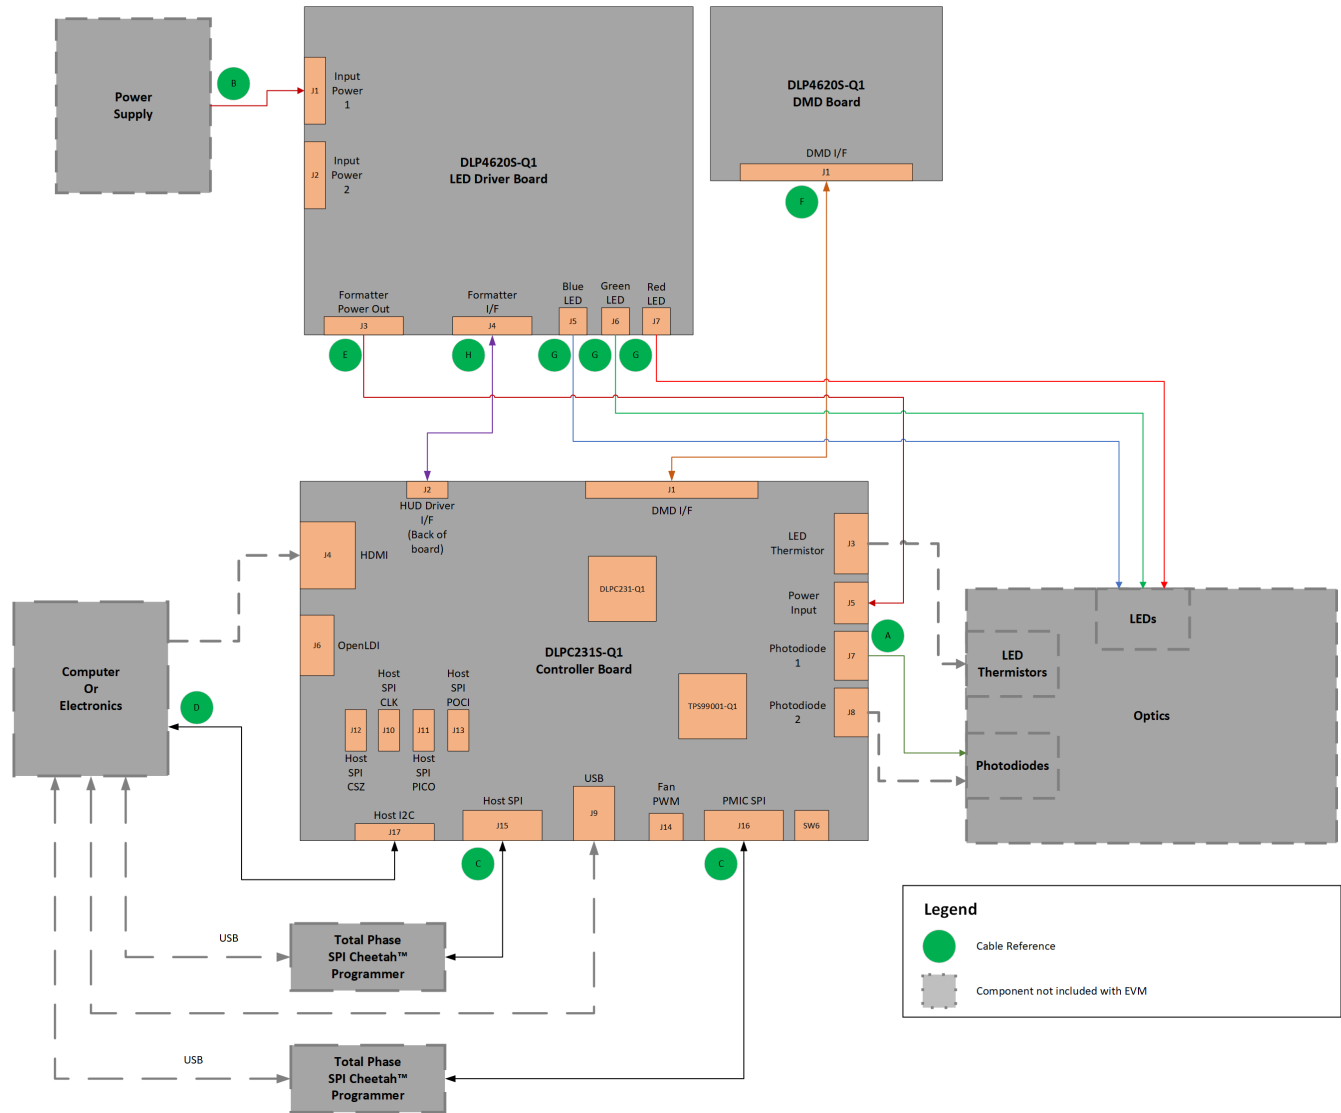 Power
Supply
B
J1
Input
Power
1
J2
Input
Power
2
DLP4620S-Q1
LED Driver Board
Formatter
Power Out
J3
Formatter
I/F
J4
Blue
LED
J5
Green
LED
J6
Red
LED
J7
E
H
G
G
G
DLP4620S-Q1
DMD Board
DMD I/F
J1
F
J2
HUD Driver
I/F
(Back of
board)
J1
DMD I/F
J4
HDMI
J6
OpenLDI
DLPC231-Q1
DLPC231S-Q1
Controller Board
TPS99001-Q1
LED
Thermistor
J3
Power
Input
J5
Photodiode
1
J7
Photodiode
2
J8
A
Host
SPI
CLK
J10
Host
SPI
POCI
J13
J12
Host
SPI
CSZ
J11
Host
SPI
PICO
Host I2C
J17
Host SPI
J15
USB
J9
Fan
PWM
J14
PMIC SPI
J16
SW6
C
C
Computer
Or
Electronics
D
LEDs
LED
Thermistors
Optics
Photodiodes
USB
Total Phase
SPI Cheetah™
Programmer
USB
Total Phase
SPI Cheetah™
Programmer
Legend
Cable Reference
Component not included with EVM